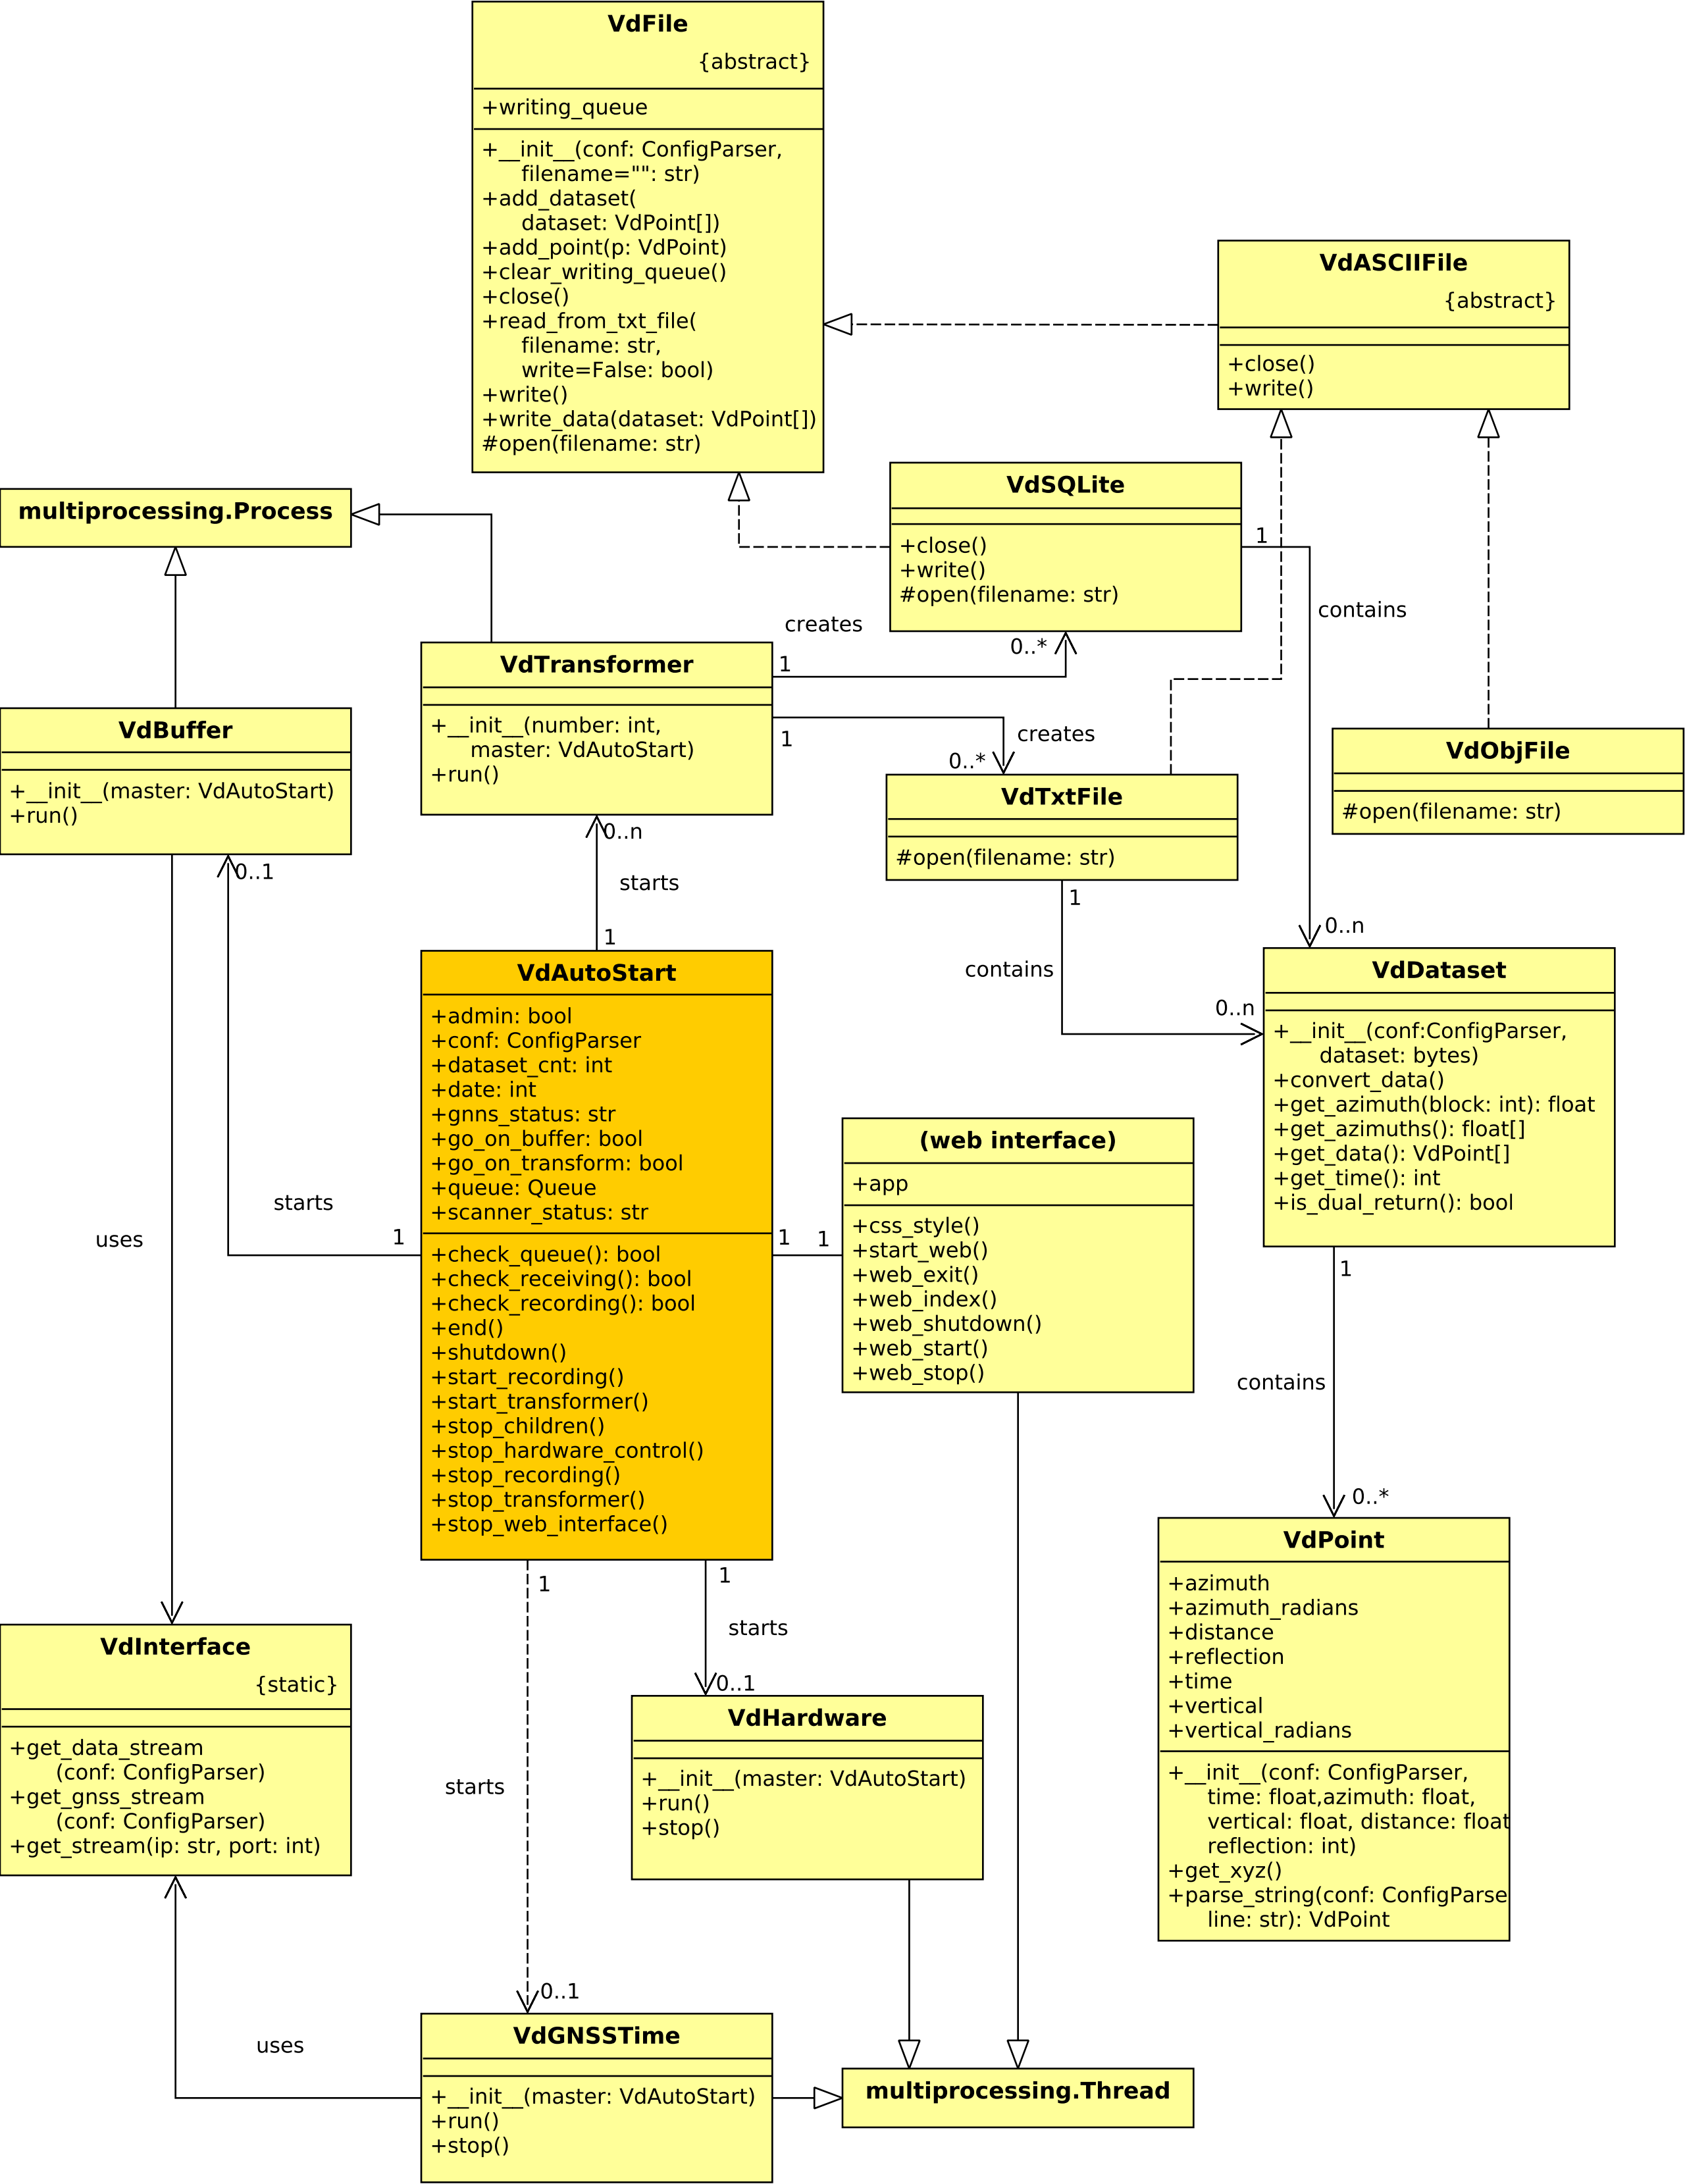 VdFile
{abstract}
+writing_queue
+__init__(conf: ConfigParser,
filename="": str)
+add_dataset(
dataset: VdPoint[])
+add_point(p: VdPoint)
+clear_writing_queue()
+close()
+read_from_txt_file(
filename: str,
write=False: bool)
+write()
+write_data(dataset: VdPoint[])
#open(filename: str)
VdASCIIFile
{abstract}
+close()
+write()
multiprocessing.Process
VdSQLite
+close()
+write()
#open(filename: str)
1
contains
creates
0..*
1
VdTransformer
+__init__(number: int,
master: VdAutoStart)
+run()
1
creates
0..*
VdBuffer
+__init__(master: VdAutoStart)
+run()
VdObjFile
#open(filename: str)
VdTxtFile
#open(filename: str)
0..n
0..1
starts
1
1
contains
0..n
0..n
VdAutoStart
+admin: bool
+conf: ConfigParser
+dataset_cnt: int
+date: int
+gnns_status: str
+go_on_buffer: bool
+go_on_transform: bool
+queue: Queue
+scanner_status: str
+check_queue(): bool
+check_receiving(): bool
+check_recording(): bool
+end()
+shutdown()
+start_recording()
+start_transformer()
+stop_children()
+stop_hardware_control()
+stop_recording()
+stop_transformer()
+stop_web_interface()
VdDataset
+__init__(conf:ConfigParser,
dataset: bytes)
+convert_data()
+get_azimuth(block: int): float
+get_azimuths(): float[]
+get_data(): VdPoint[]
+get_time(): int
+is_dual_return(): bool
(web interface)
+app
+css_style()
+start_web()
+web_exit()
+web_index()
+web_shutdown()
+web_start()
+web_stop()
starts
1
1
1
uses
1
contains
0..*
VdPoint
+azimuth
+azimuth_radians
+distance
+reflection
+time
+vertical
+vertical_radians
+__init__(conf: ConfigParser,
time: float,azimuth: float,
vertical: float, distance: float
reflection: int)
+get_xyz()
+parse_string(conf: ConfigParse
line: str): VdPoint
1
1
starts
0..1
VdInterface
{static}
+get_data_stream
(conf: ConfigParser)
+get_gnss_stream
(conf: ConfigParser)
+get_stream(ip: str, port: int)
VdHardware
+__init__(master: VdAutoStart)
+run()
+stop()
starts
0..1
uses
VdGNSSTime
+__init__(master: VdAutoStart)
+run()
+stop()
multiprocessing.Thread